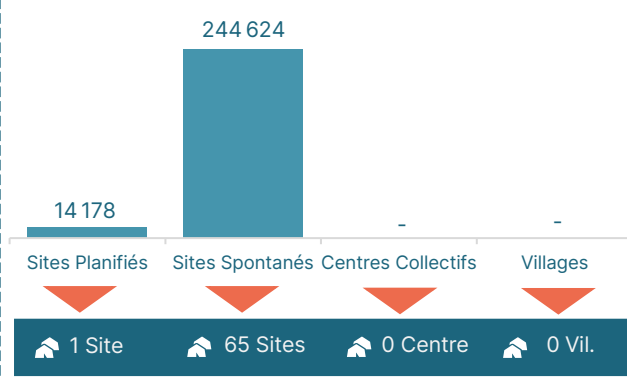 244 624
14 178
-
-
Sites Planifiés
Sites Spontanés
Centres Collectifs
Villages
1 Site
65 Sites
0 Centre
0 Vil.